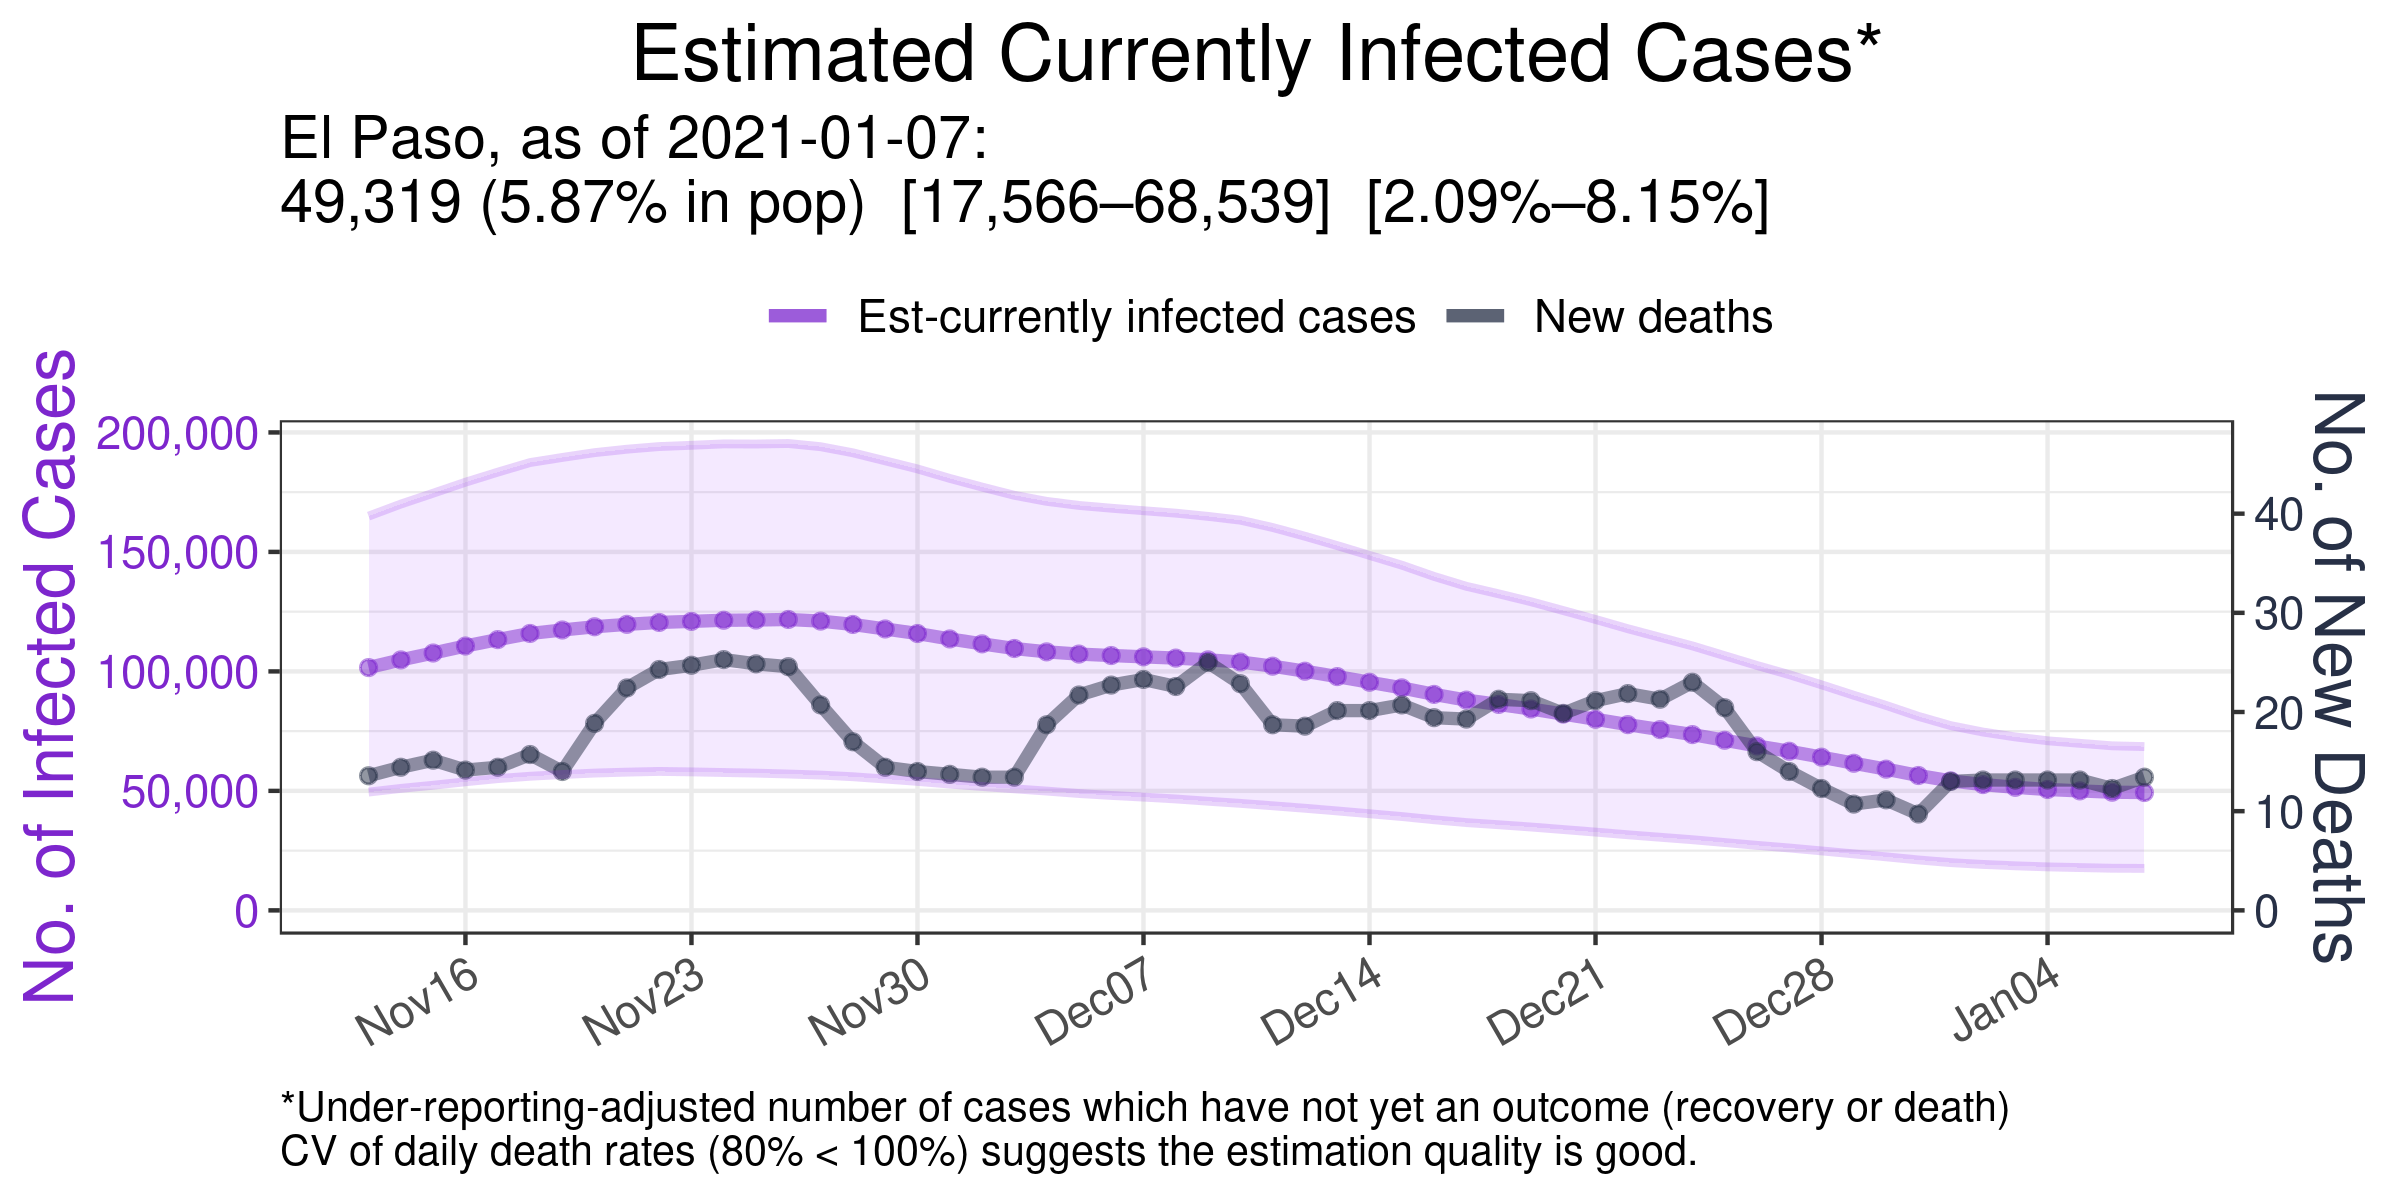 Estimated Currently Infected Cases*
El Paso, as of 2021-01-07:
49,319 (5.87% in pop)  [17,566–68,539]  [2.09%–8.15%]
Est-currently infected cases
New deaths
No. of Infected Cases
200,000
150,000
100,000
50,000
0
No. of New Deaths
40
30
20
10
0
Nov16
Nov23
Nov30
Dec07
Dec14
Dec21
Dec28
Jan04
*Under-reporting-adjusted number of cases which have not yet an outcome (recovery or death)
CV of daily death rates (80% < 100%) suggests the estimation quality is good.